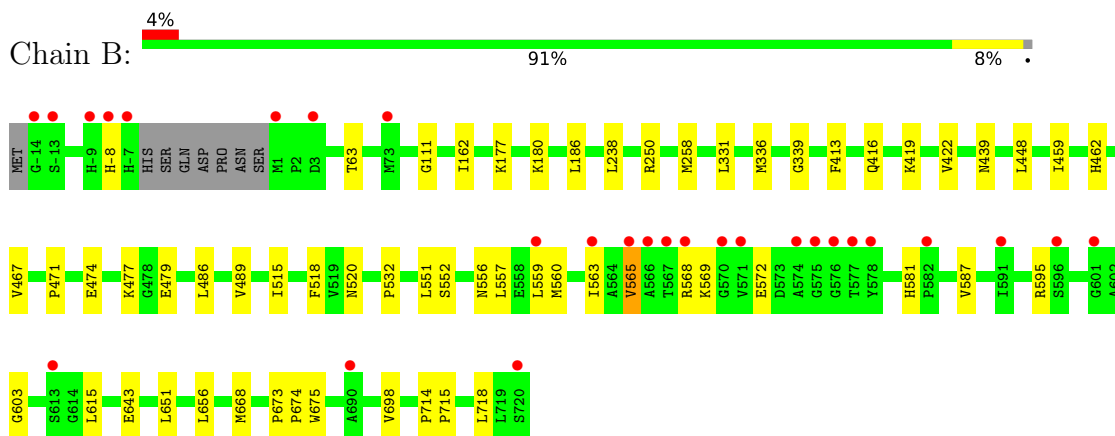 4%
Chain B:
91% 8% •
MET G-14 S-13 H-9 H-8 H-7 HIS SER GLN ASP PRO ASN SER M1 P2 D3 T63 M73 G111 I162 K177 K180 L186 L238 R250 M258 L331 M336 G339 F413 Q416 K419 V422 N439 L448 I459 H462
V467 P471 E474 K477 G478 E479 L486 V489 I515 F518 V519 N520 P532 L551 S552 N556 L557 E558 L559 M560 I563 A564 V565 A566 T567 R568 K569 G570 V571 E572 D573 A574 G575 G576 T577 Y578 H581 P582 V587 I591 R595 S596 G601 A602
G603 S613 G614 L615 E643 L651 L656 M668 P673 P674 W675 A690 V698 P714 P715 L718 L719 S720